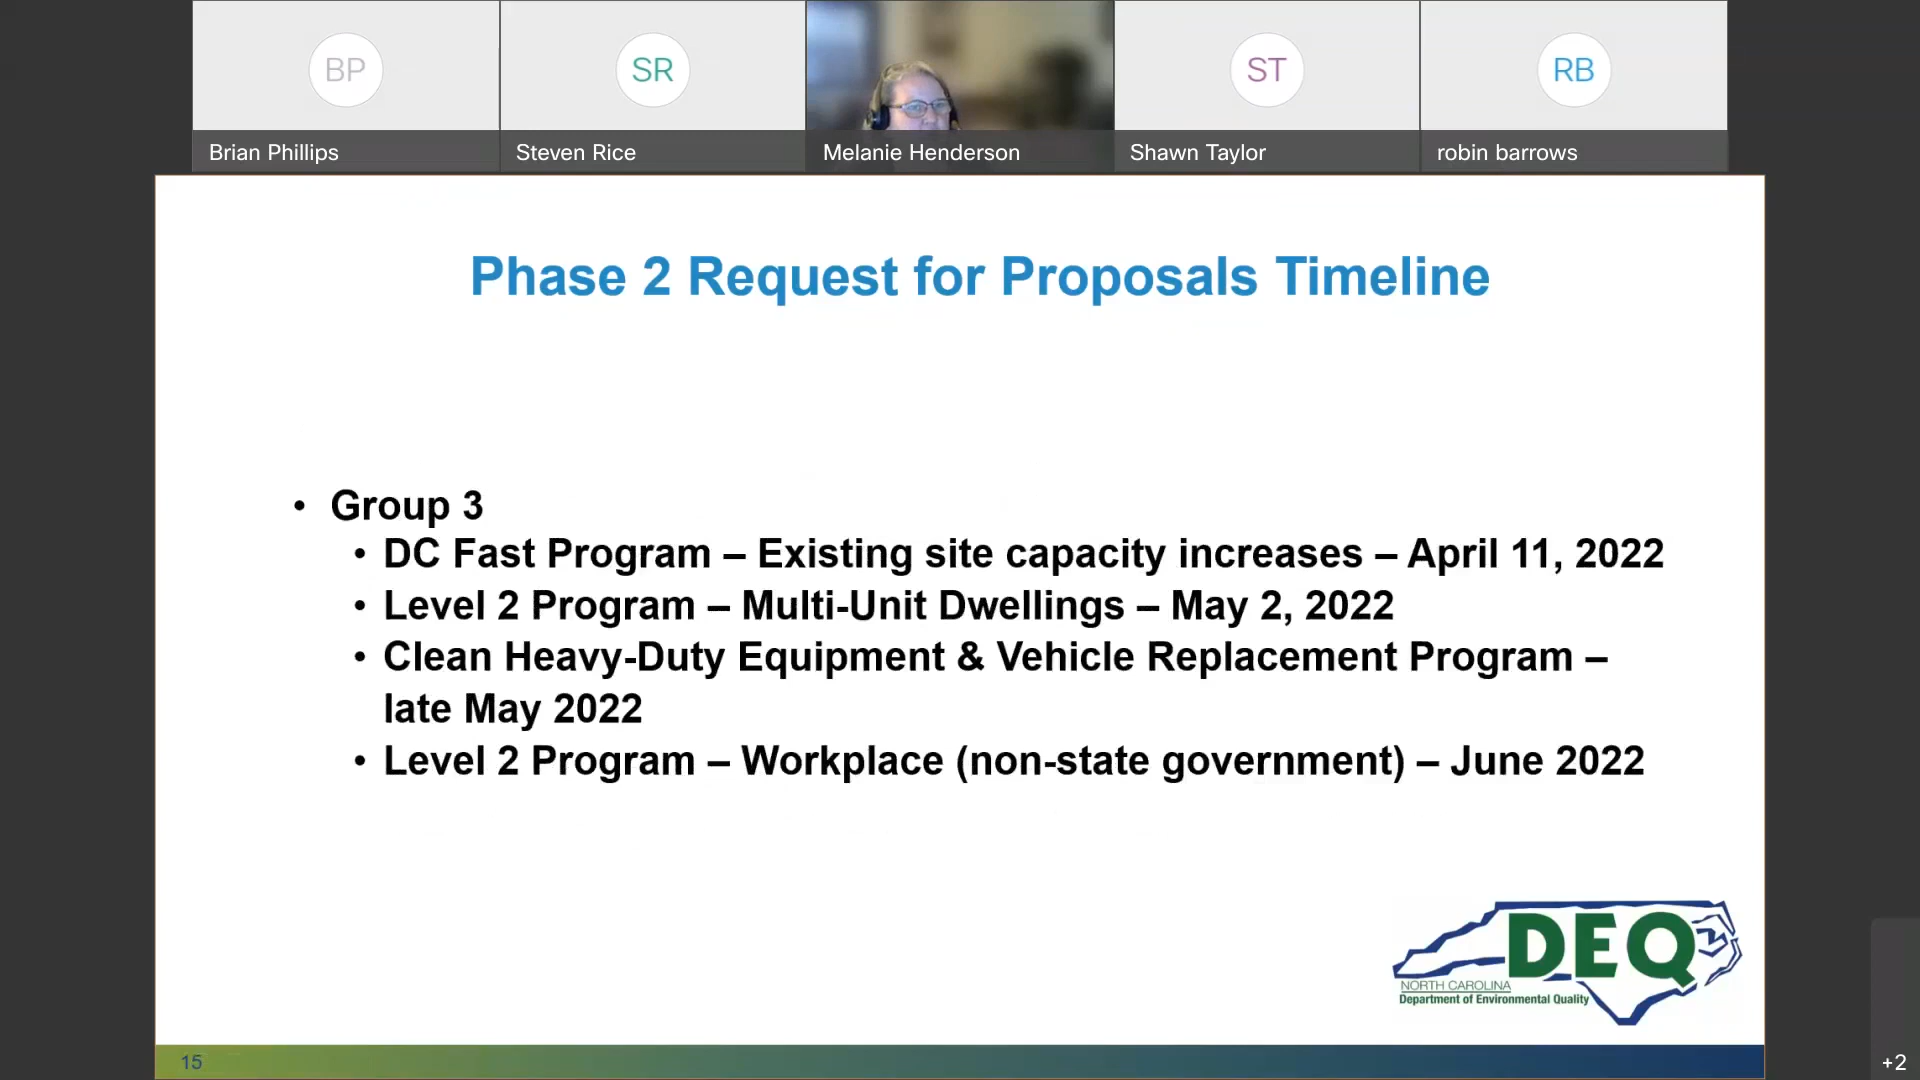 BP
SR
ST
RB
Brian Phillips
Steven Rice
Melanie Henderson
Shawn Taylor
robin barrows
Phase 2 Request for Proposals Timeline
• Group 3
• DC Fast Program – Existing site capacity increases – April 11, 2022
• Level 2 Program – Multi-Unit Dwellings – May 2, 2022
• Clean Heavy-Duty Equipment & Vehicle Replacement Program –
late May 2022
• Level 2 Program – Workplace (non-state government) – June 2022
DEQ
NORTH CAROLINA
Department of Environmental Quality
15
+2